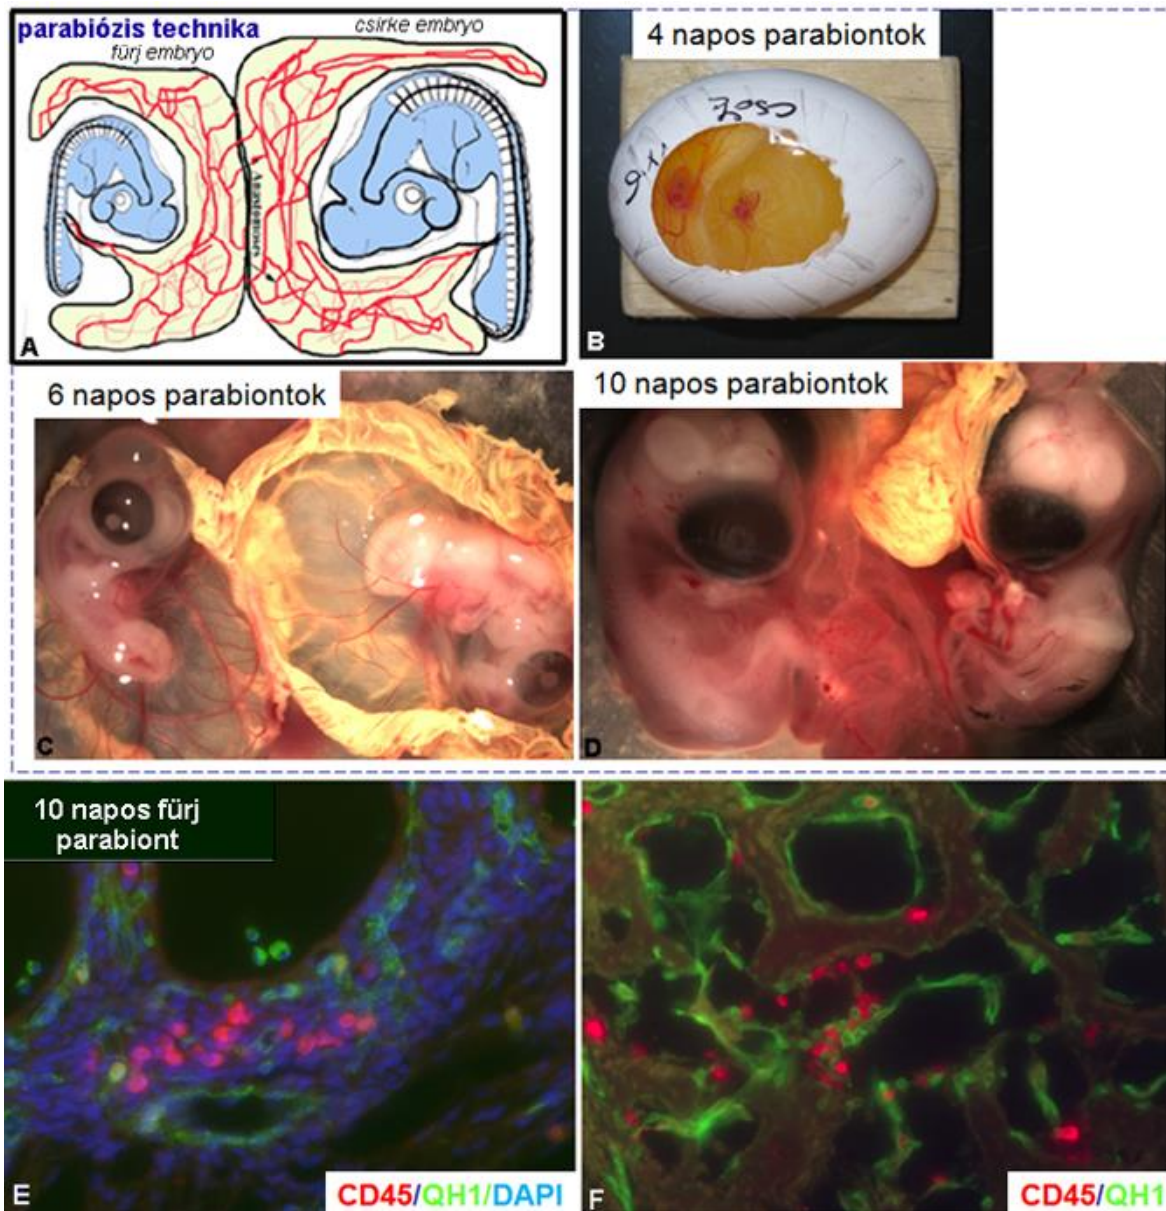 parabiózis technika
fürj embryo
csirke embryo
Anastomoses
A
4 napos parabiontok
B
6 napos parabiontok
C
10 napos parabiontok
D
10 napos fürj
parabiont
E
CD45/QH1/DAPI
F
CD45/QH1